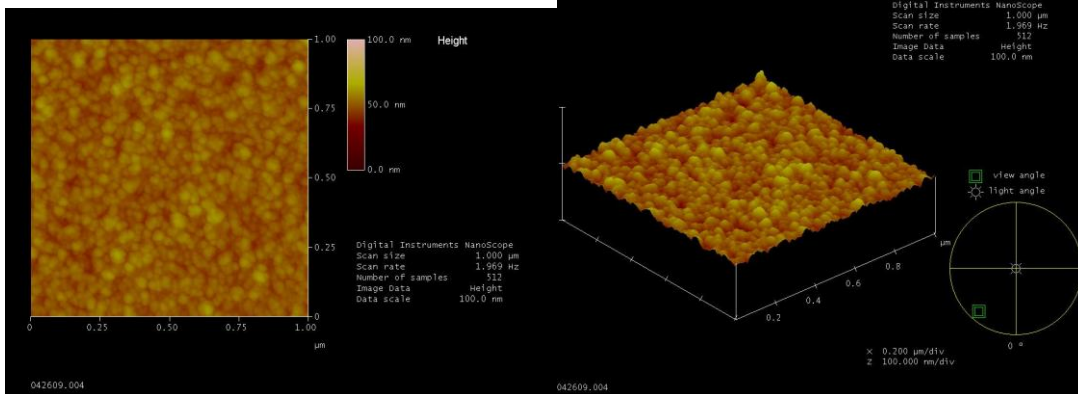 100.0 nm
50.0 nm
0.0 nm
Height
1.00
0.75
0.50
0.25
0
0
0.25
0.50
0.75
1.00
µm
Digital Instruments NanoScope
Scan size 1.000 µm
Scan rate 1.969 Hz
Number of samples 512
Image Data Height
Data scale 100.0 nm
042609.004
Digital Instruments NanoScope
Scan size 1.000 µm
Scan rate 1.969 Hz
Number of samples 512
Image Data Height
Data scale 100.0 nm
view angle
light angle
µm
0.8
0.6
0.4
0.2
X 0.200 µm/div
Z 100.000 nm/div
0 °
042609.004